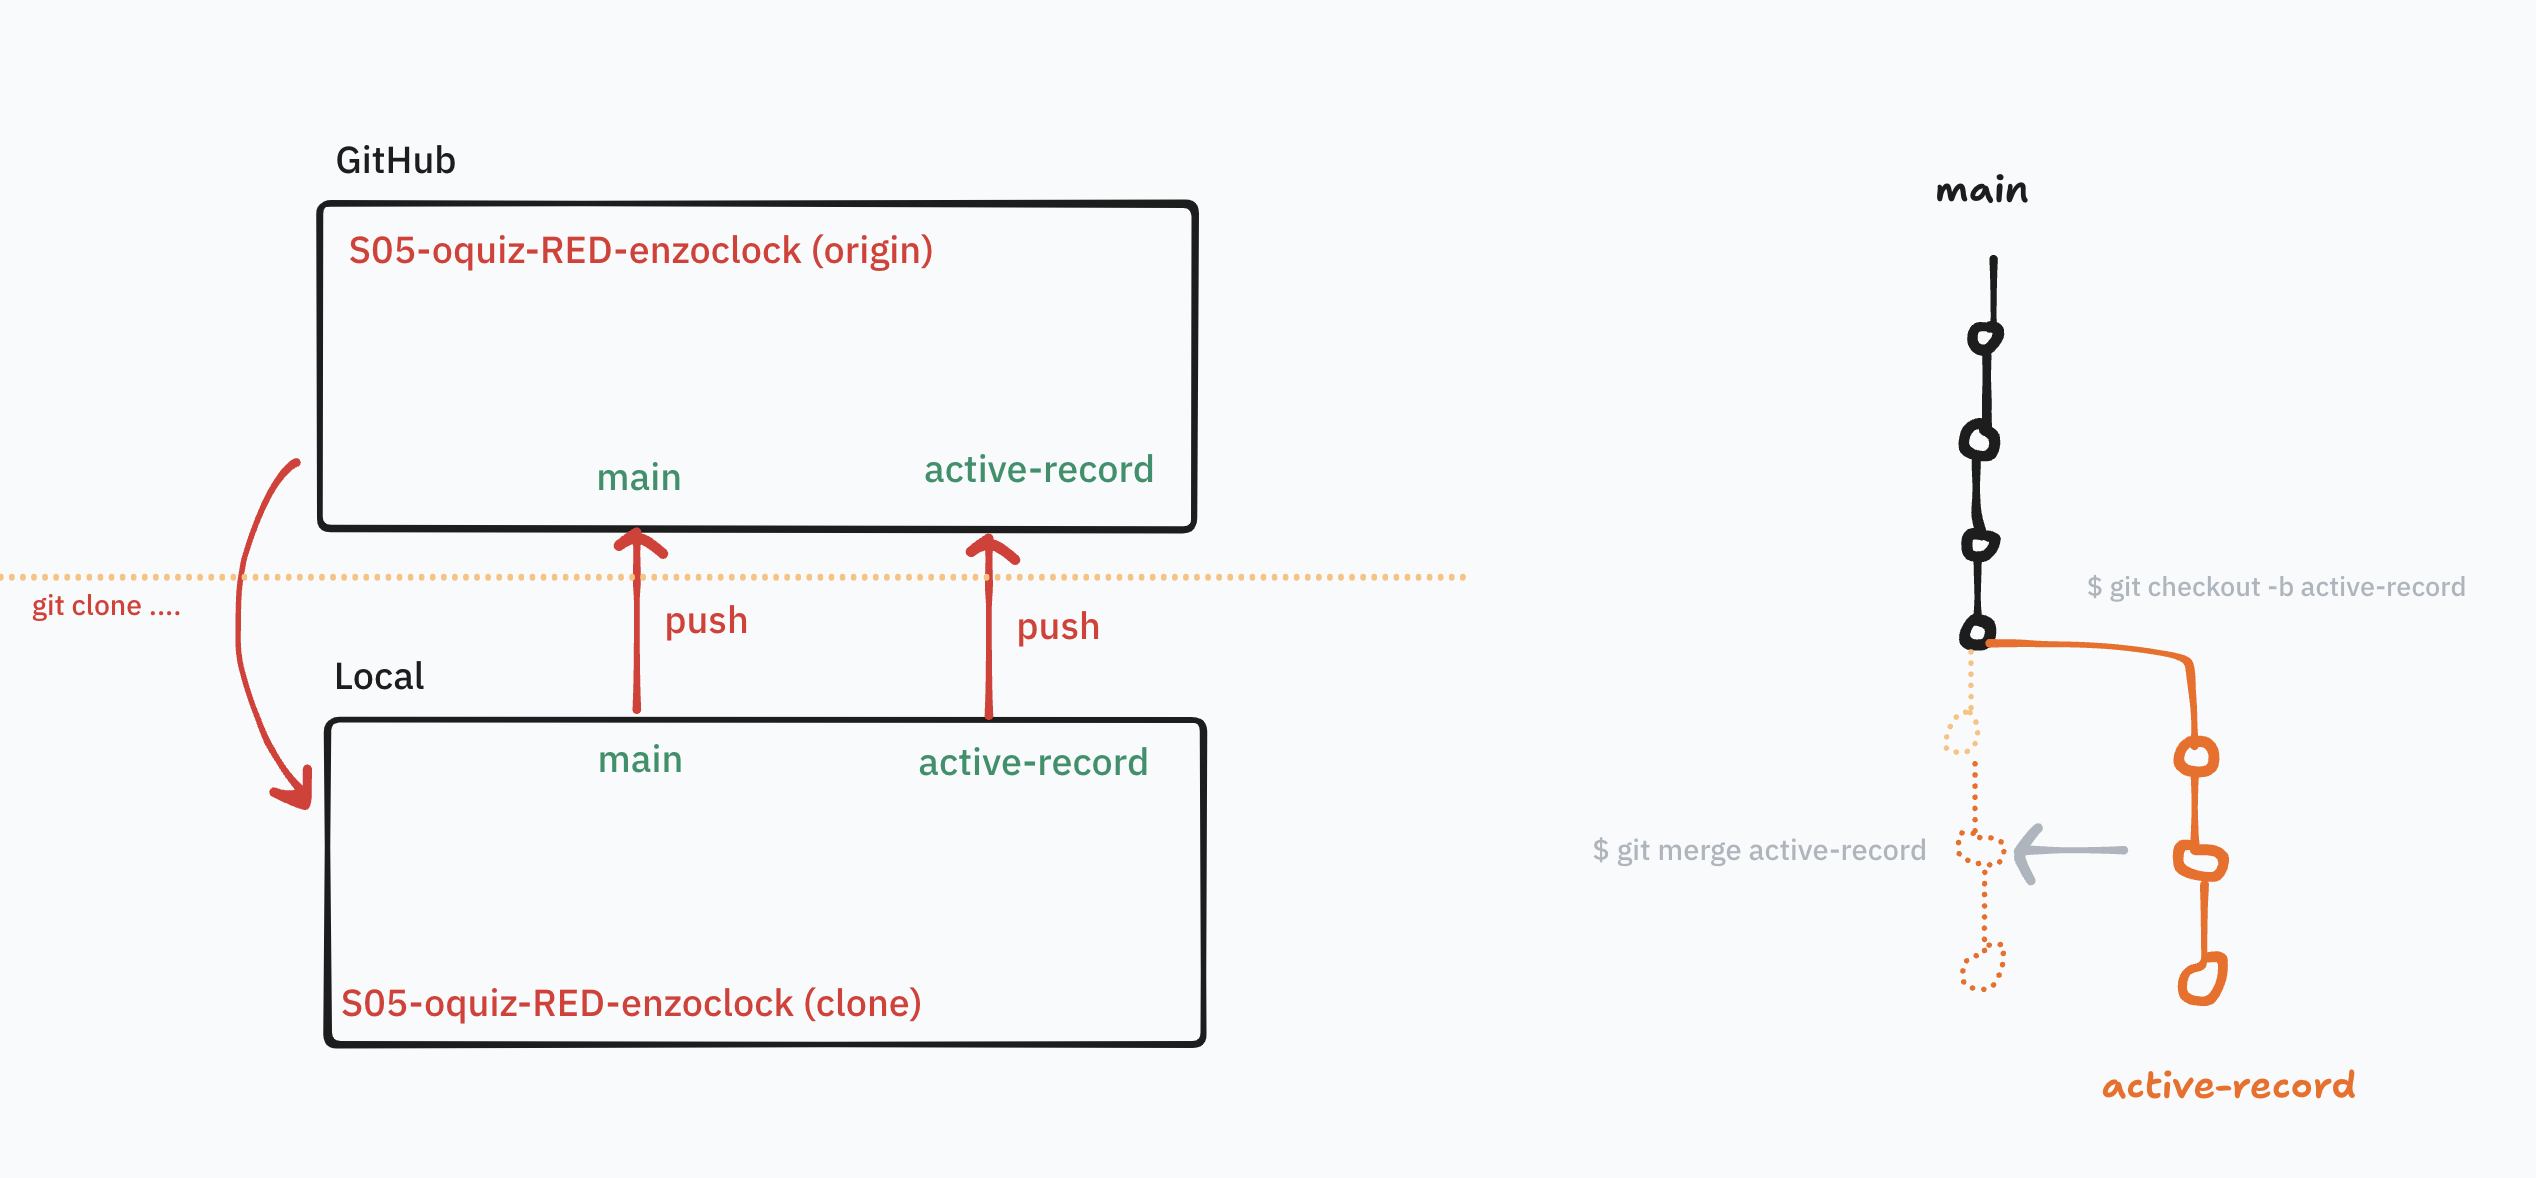 GitHub
S05-oquiz-RED-enzoclock (origin)
main
active-record
git clone ....
push
push
Local
main
active-record
S05-oquiz-RED-enzoclock (clone)
main
$ git checkout -b active-record
$ git merge active-record
active-record